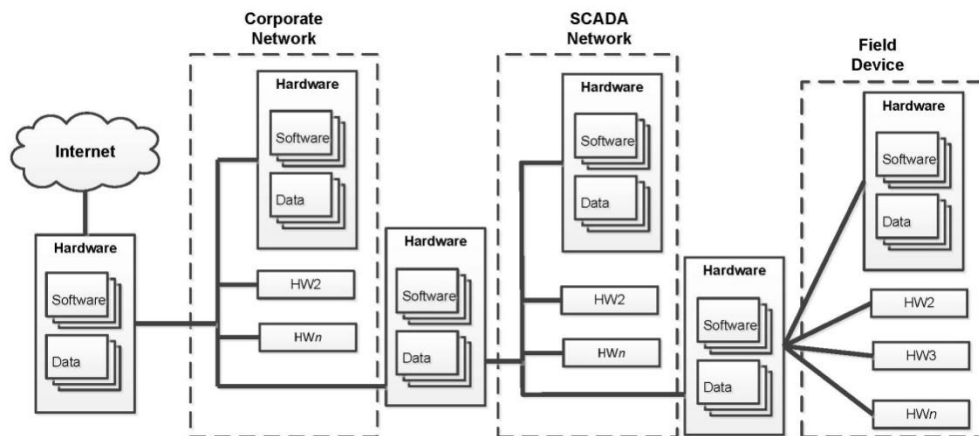 Corporate
Network
SCADA
Network
Field
Device
Internet
Hardware
Software
Data
Hardware
Software
Data
HW2
HWn
Hardware
Software
Data
Hardware
Software
Data
HW2
HWn
Hardware
Software
Data
Hardware
Software
Data
HW2
HW3
HWn